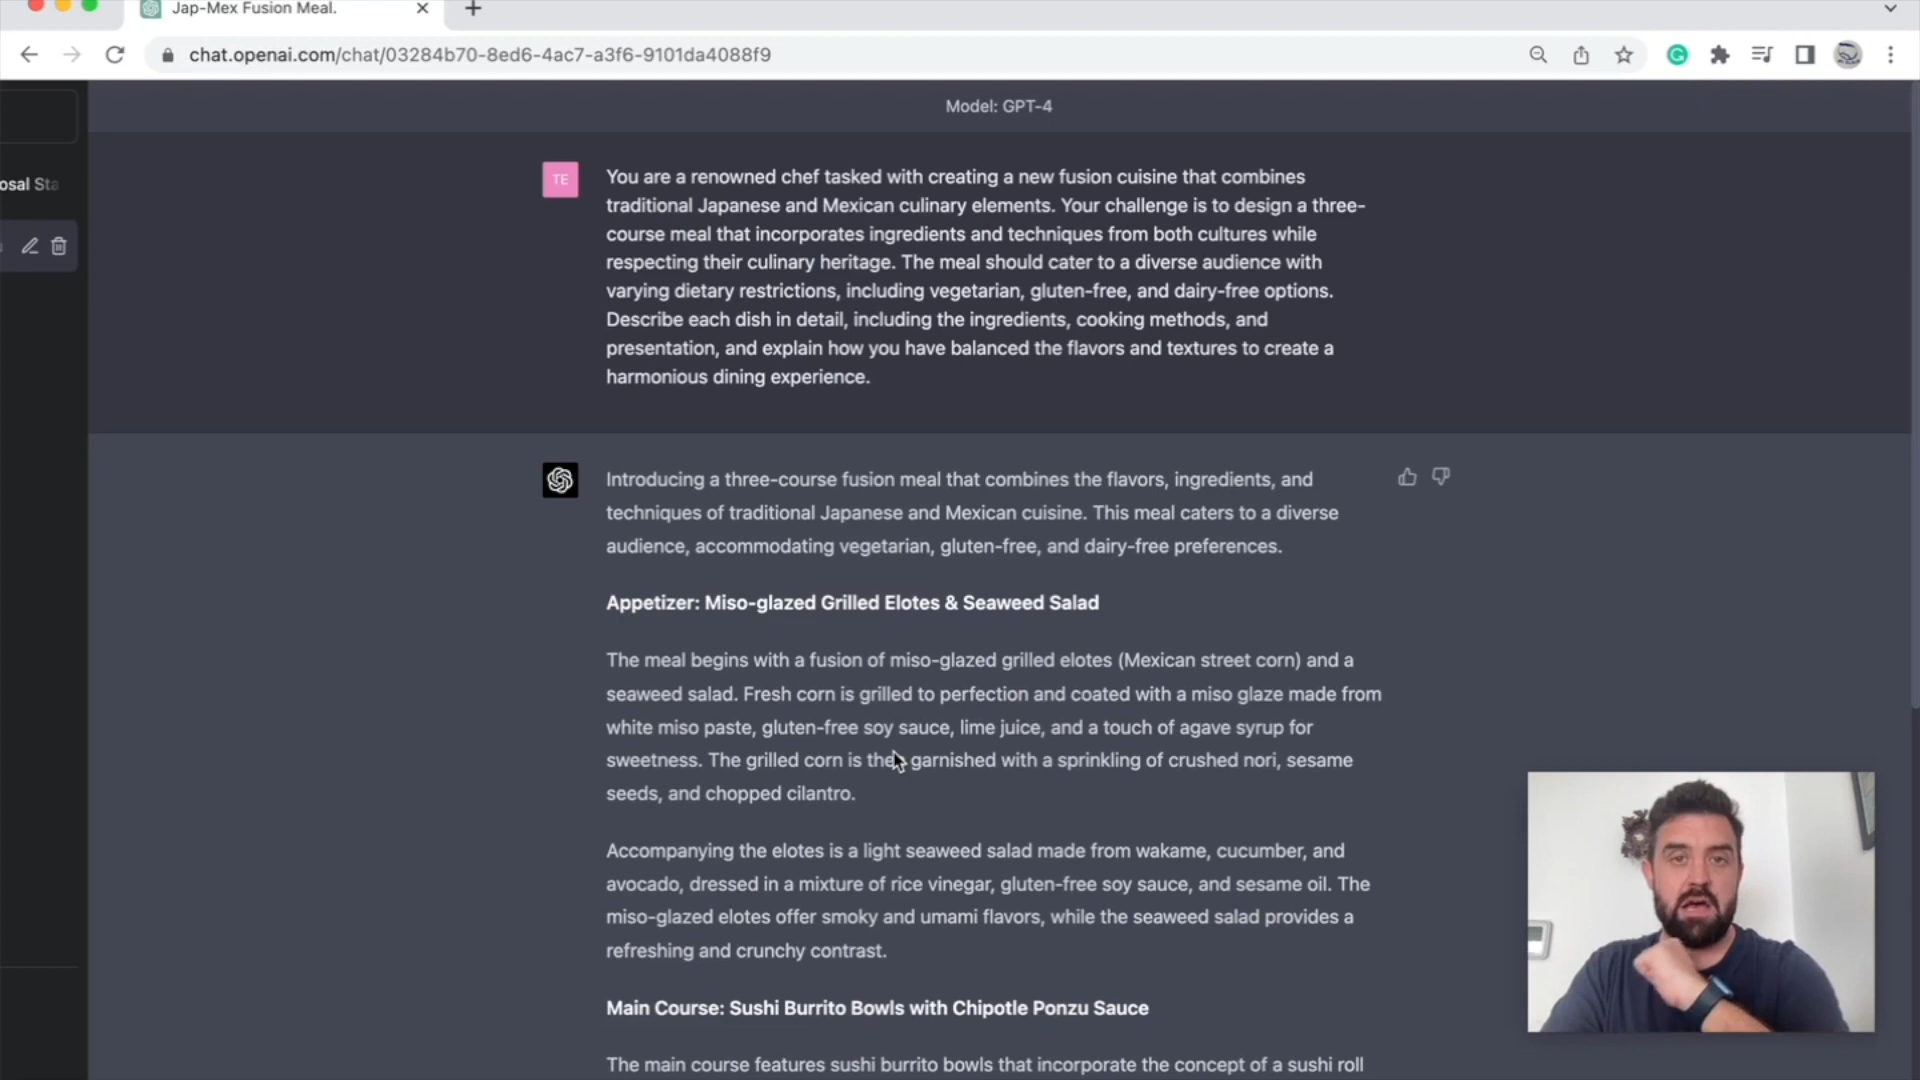 Jap-Mex Fusion Meal.
chat.openai.com/chat/03284b70-8ed6-4ac7-a3f6-9101da4088f9
Model: GPT-4
osal Sta
TE
You are a renowned chef tasked with creating a new fusion cuisine that combines
traditional Japanese and Mexican culinary elements. Your challenge is to design a three-
course meal that incorporates ingredients and techniques from both cultures while
respecting their culinary heritage. The meal should cater to a diverse audience with
varying dietary restrictions, including vegetarian, gluten-free, and dairy-free options.
Describe each dish in detail, including the ingredients, cooking methods, and
presentation, and explain how you have balanced the flavors and textures to create a
harmonious dining experience.
Introducing a three-course fusion meal that combines the flavors, ingredients, and
techniques of traditional Japanese and Mexican cuisine. This meal caters to a diverse
audience, accommodating vegetarian, gluten-free, and dairy-free preferences.
Appetizer: Miso-glazed Grilled Elotes & Seaweed Salad
The meal begins with a fusion of miso-glazed grilled elotes (Mexican street corn) and a
seaweed salad. Fresh corn is grilled to perfection and coated with a miso glaze made from
white miso paste, gluten-free soy sauce, lime juice, and a touch of agave syrup for
sweetness. The grilled corn is then garnished with a sprinkling of crushed nori, sesame
seeds, and chopped cilantro.
Accompanying the elotes is a light seaweed salad made from wakame, cucumber, and
avocado, dressed in a mixture of rice vinegar, gluten-free soy sauce, and sesame oil. The
miso-glazed elotes offer smoky and umami flavors, while the seaweed salad provides a
refreshing and crunchy contrast.
Main Course: Sushi Burrito Bowls with Chipotle Ponzu Sauce
The main course features sushi burrito bowls that incorporate the concept of a sushi roll